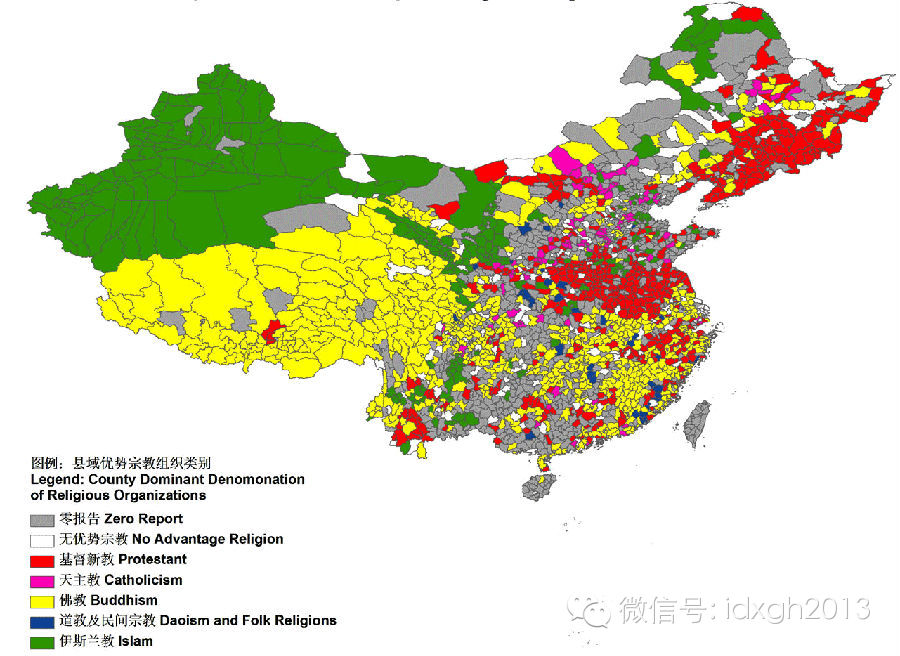 图例：县域优势宗教组织类别
Legend: County Dominant Denomonation
of Religious Organizations
零报告 Zero Report
无优势宗教 No Advantage Religion
基督新教 Protestant
天主教 Catholicism
佛教 Buddhism
道教及民间宗教 Daoism and Folk Religions
伊斯兰教 Islam
微信号: idxgh2013